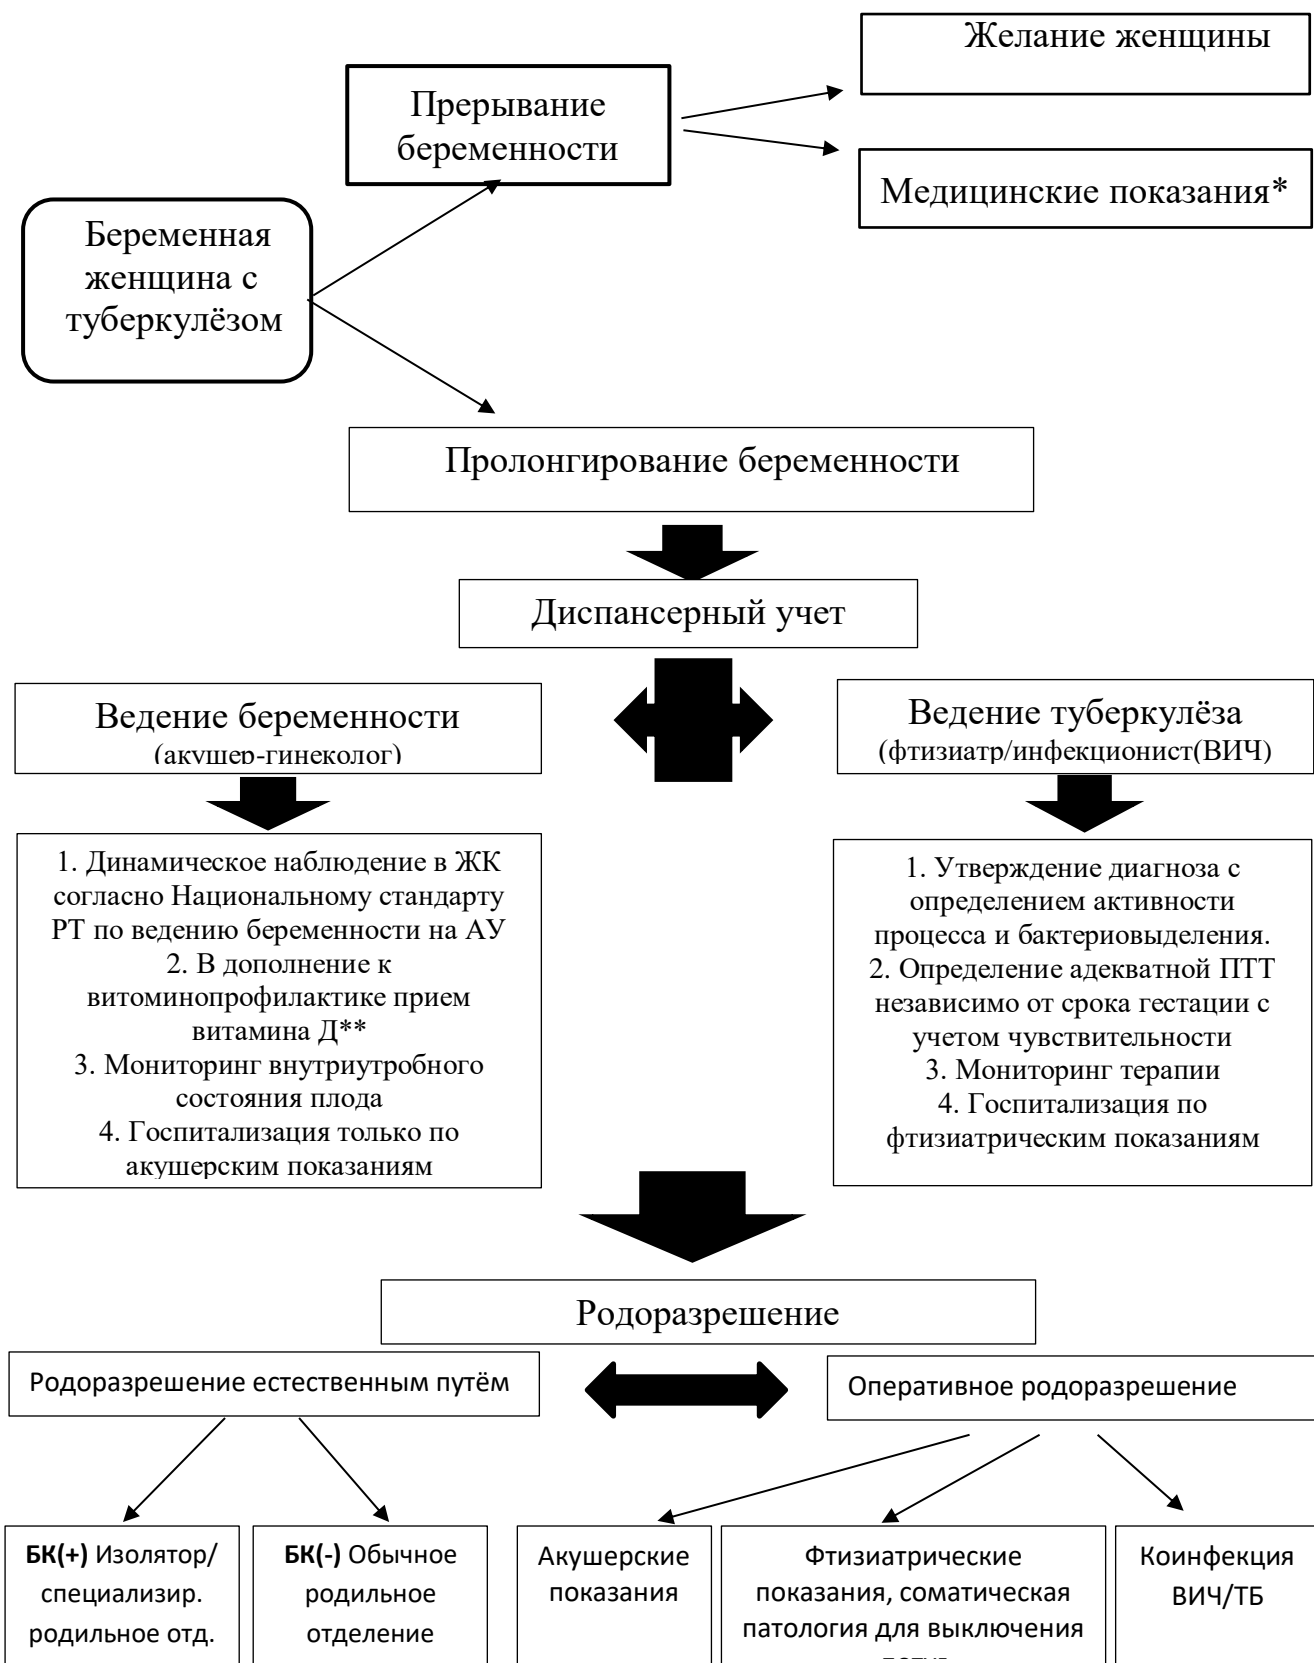 Желание женщины
Прерывание
беременности
Медицинские показания*
Беременная
женщина с
туберкулёзом
Пролонгирование беременности
Диспансерный учет
Ведение беременности
(акушер-гинеколог)
Ведение туберкулёза
(фтизиатр/инфекционист(ВИЧ)
1. Динамическое наблюдение в ЖК
согласно Национальному стандарту
РТ по ведению беременности на АУ
2. В дополнение к
витоминопрофилактике прием
витамина Д**
3. Мониторинг внутриутробного
состояния плода
4. Госпитализация только по
акушерским показаниям
1. Утверждение диагноза с
определением активности
процесса и бактериовыделения.
2. Определение адекватной ПТТ
независимо от срока гестации с
учетом чувствительности
3. Мониторинг терапии
4. Госпитализация по
фтизиатрическим показаниям
Родоразрешение
Родоразрешение естественным путём
Оперативное родоразрешение
БК(+) Изолятор/
специализир.
родильное отд.
БК(-) Обычное
родильное
отделение
Акушерские
показания
Фтизиатрические
показания, соматическая
патология для выключения
Коинфекция
ВИЧ/ТБ